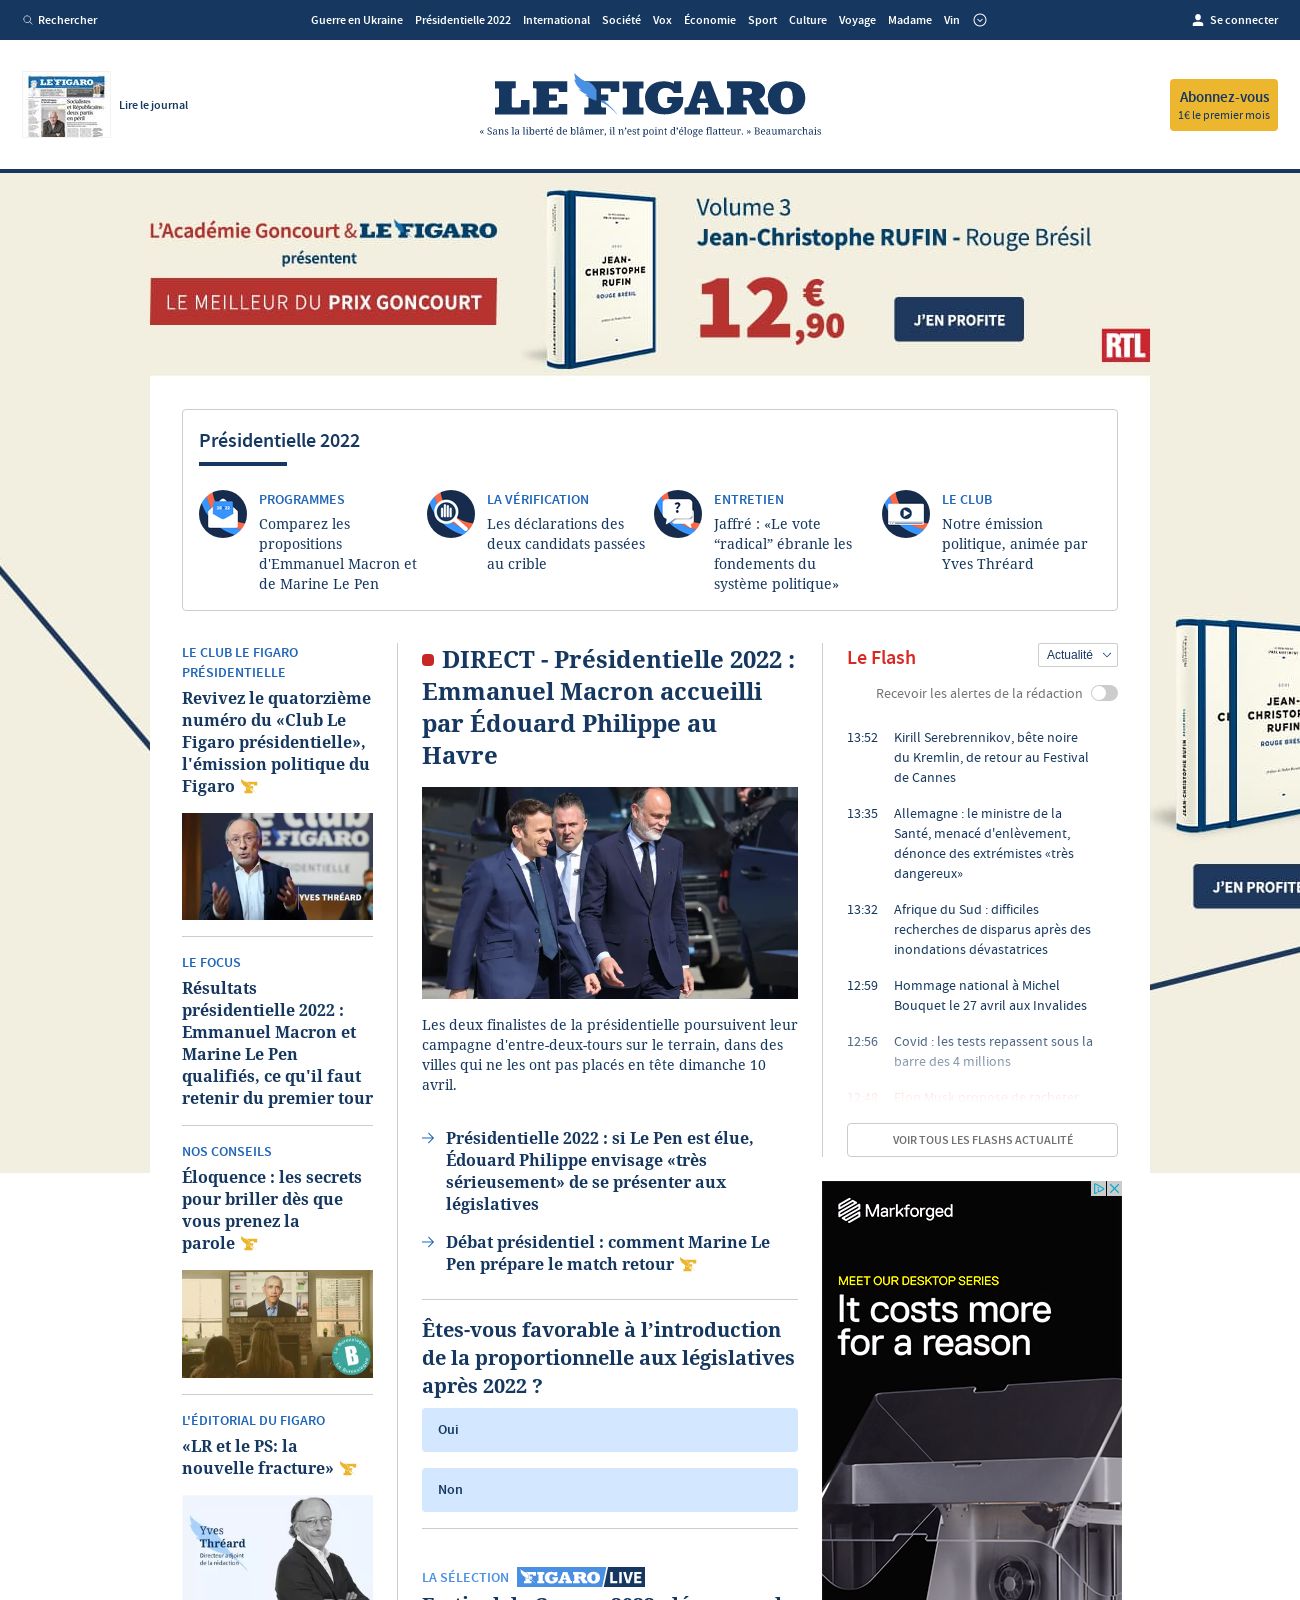 Rechercher
Guerre en Ukraine Présidentielle 2022 International Société Vox Économie Sport Culture Voyage Madame Vin
Se connecter
LE FIGARO
Lire le journal
LE FIGARO
« Sans la liberté de blâmer, il n'est point d'éloge flatteur. » Beaumarchais
Abonnez-vous
1€ le premier mois
L'Académie Goncourt & LE FIGARO
présentent
LE MEILLEUR DU PRIX GONCOURT
JEAN-
CHRISTOPHE
RUFIN
ROUGE BRÉSIL
Volume 3
Jean-Christophe RUFIN - Rouge Brésil
12,90 €
J'EN PROFITE
RTL
Présidentielle 2022
PROGRAMMES
Comparez les
propositions
d'Emmanuel Macron et
de Marine Le Pen
LA VÉRIFICATION
Les déclarations des
deux candidats passées
au crible
?
ENTRETIEN
Jaffré : «Le vote
“radical” ébranle les
fondements du
système politique»
LE CLUB
Notre émission
politique, animée par
Yves Thréard
LE CLUB LE FIGARO
PRÉSIDENTIELLE
Revivez le quatorzième
numéro du «Club Le
Figaro présidentielle»,
l'émission politique du
Figaro
YVES THRÉARD
LE FOCUS
Résultats
présidentielle 2022 :
Emmanuel Macron et
Marine Le Pen
qualifiés, ce qu'il faut
retenir du premier tour
NOS CONSEILS
Éloquence : les secrets
pour briller dès que
vous prenez la
parole
B
L'ÉDITORIAL DU FIGARO
«LR et le PS: la
nouvelle fracture»
Yves
Thréard
Directeur adjoint
de la rédaction
DIRECT - Présidentielle 2022 :
Emmanuel Macron accueilli
par Édouard Philippe au
Havre
Les deux finalistes de la présidentielle poursuivent leur
campagne d'entre-deux-tours sur le terrain, dans des
villes qui ne les ont pas placés en tête dimanche 10
avril.
Présidentielle 2022 : si Le Pen est élue,
Édouard Philippe envisage «très
sérieusement» de se présenter aux
législatives
Débat présidentiel : comment Marine Le
Pen prépare le match retour
Êtes-vous favorable à l’introduction
de la proportionnelle aux législatives
après 2022 ?
Oui
Non
LA SÉLECTION FIGARO LIVE
Le Flash
Actualité
Recevoir les alertes de la rédaction
13:52 Kirill Serebrennikov, bête noire
du Kremlin, de retour au Festival
de Cannes
13:35 Allemagne : le ministre de la
Santé, menacé d'enlèvement,
dénonce des extrémistes «très
dangereux»
13:32 Afrique du Sud : difficiles
recherches de disparus après des
inondations dévastatrices
12:59 Hommage national à Michel
Bouquet le 27 avril aux Invalides
12:56 Covid : les tests repassent sous la
barre des 4 millions
VOIR TOUS LES FLASHS ACTUALITÉ
J'EN PROFITE
Markforged
MEET OUR DESKTOP SERIES
It costs more
for a reason